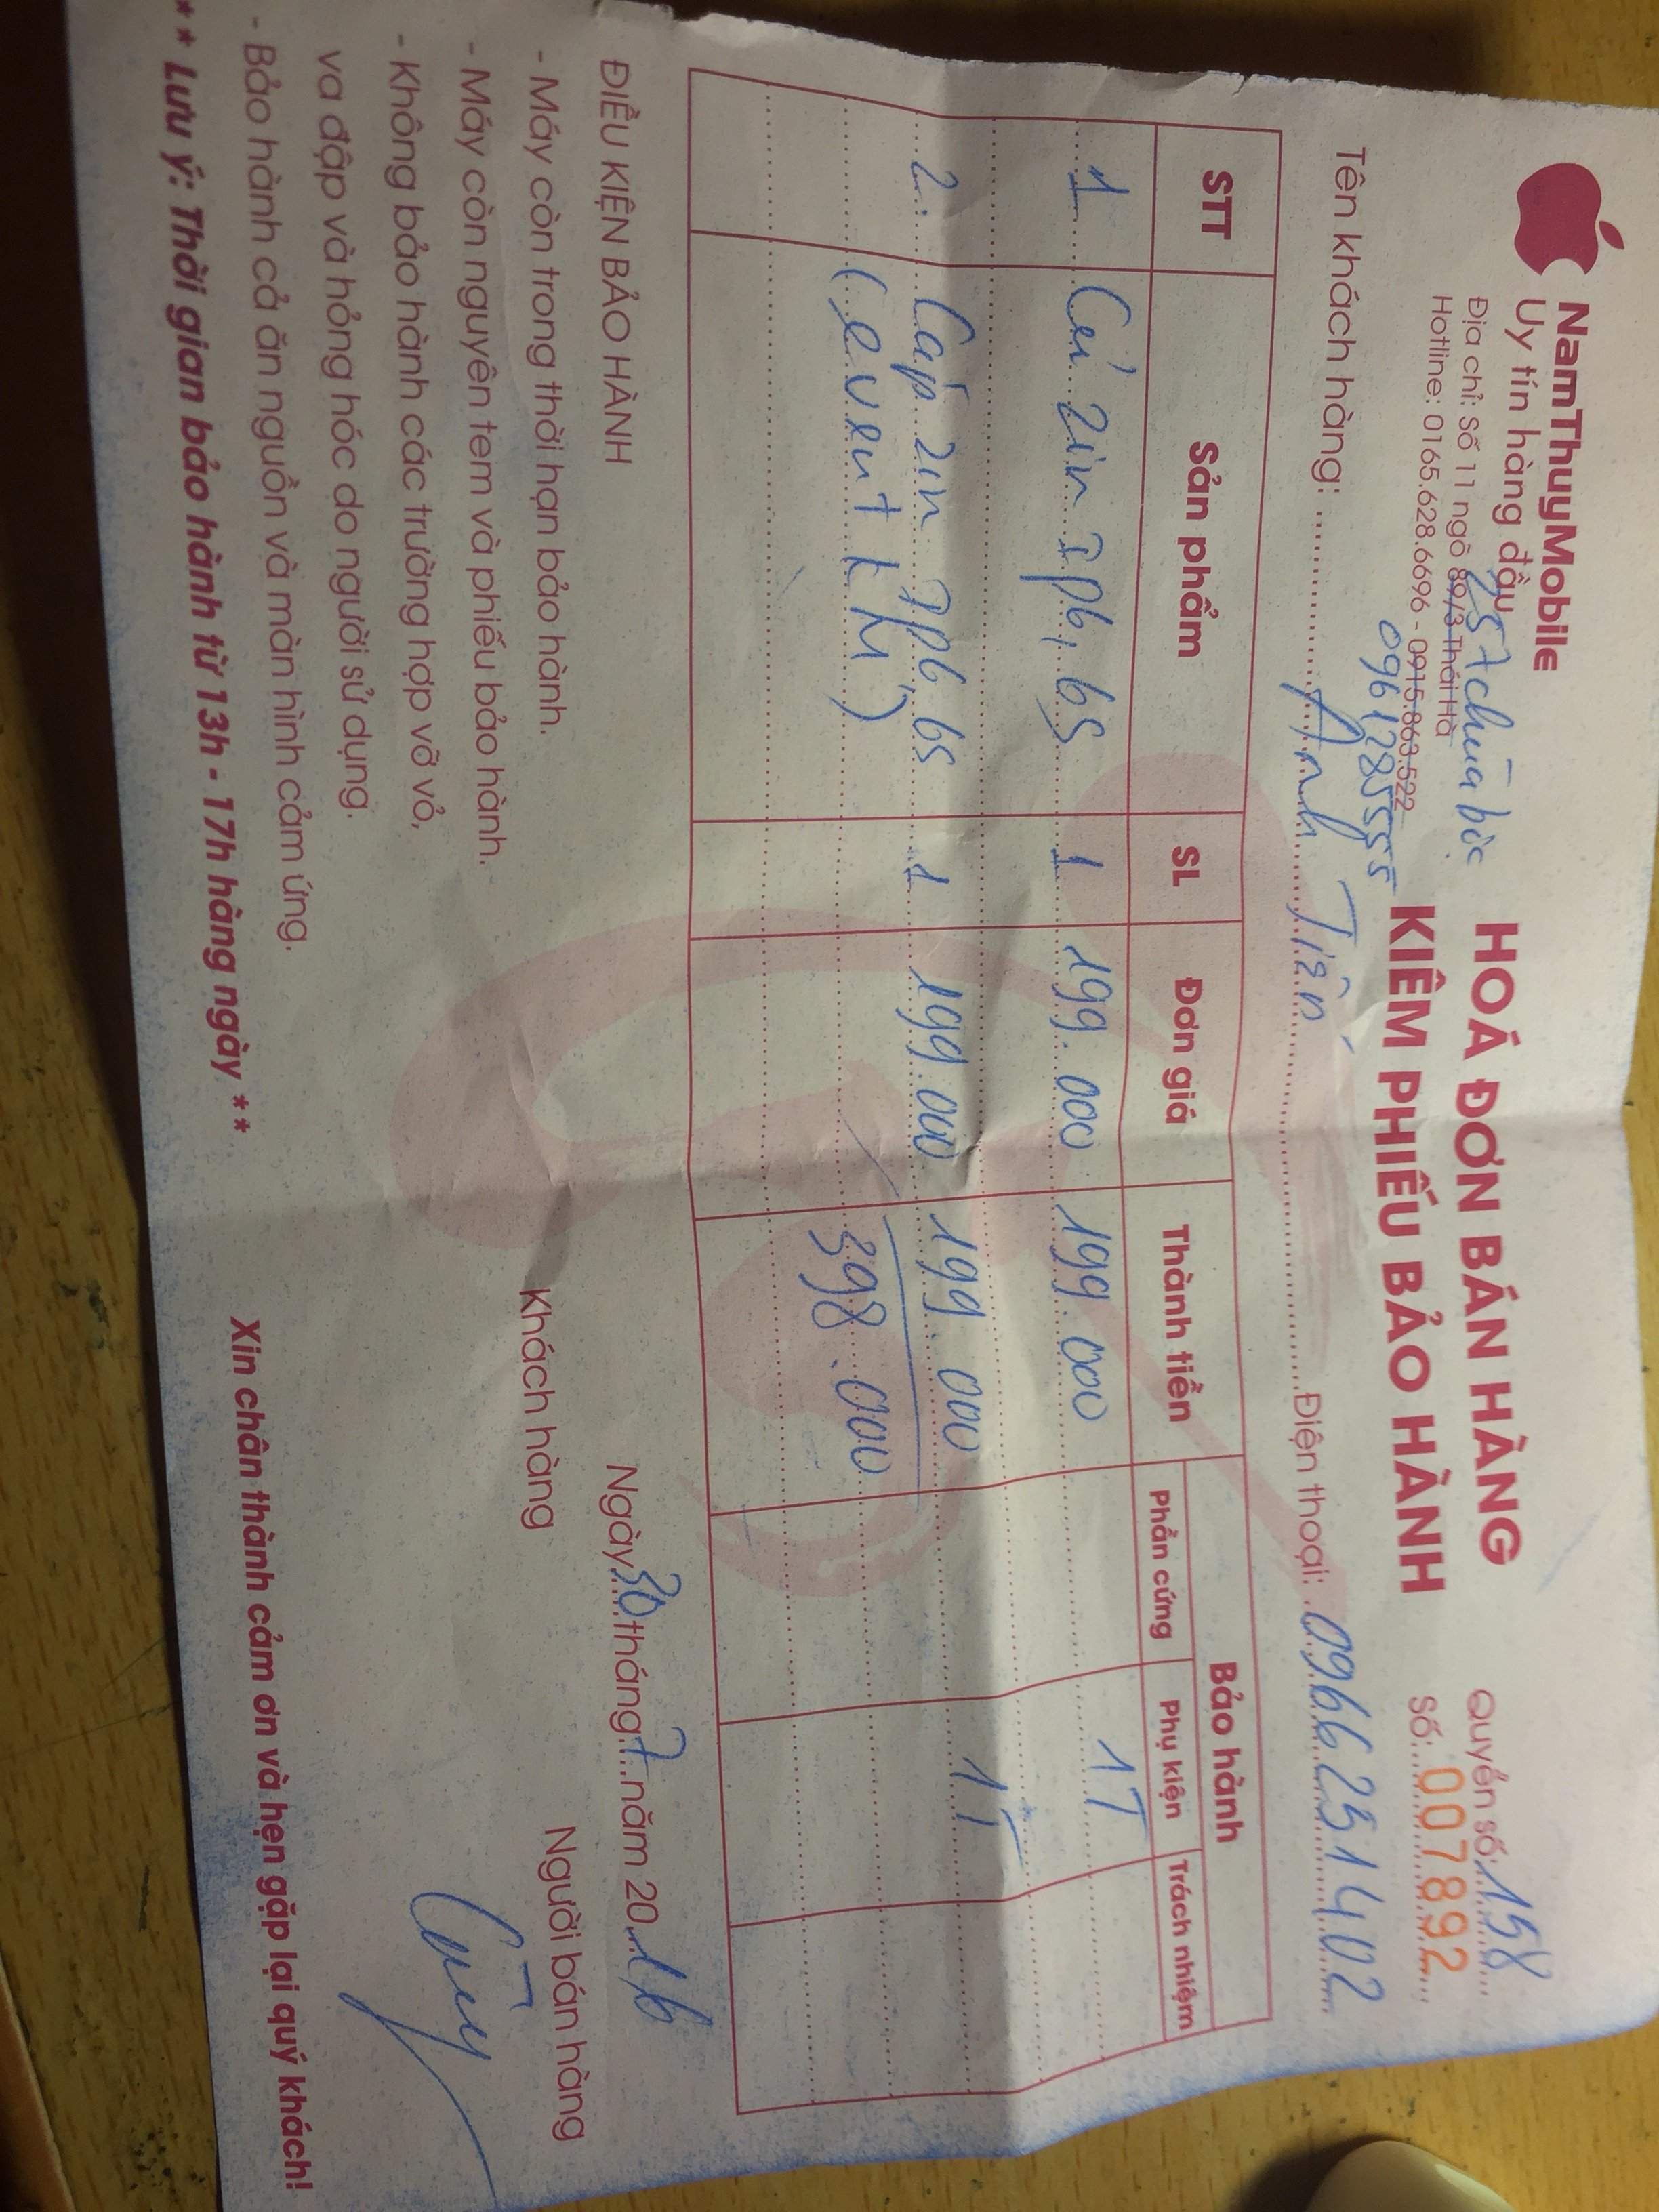 NamThuyMobile
Uy tín hàng đầu
Địa chỉ: Số 11 ngõ 89/3 Thái Hà
257 chùa bộc
Hotline: 0165.628.6696 - 0915.863.522
0961285555
HOÁ ĐƠN BÁN HÀNG
KIÊM PHIẾU BẢO HÀNH
Quyển số: 158
Số: 007892
Tên khách hàng: Anh Tiến Điện thoại: 0966231402
STT Sản phẩm SL Đơn giá Thành tiền Bảo hành
Phần cứng Phụ kiện Trách nhiệm
1 Củ zin Ip6, 6s 1 199.000 199.000 1T
2 Cáp zin Ip6, 6s 1 199.000 199.000 1T
(event km) 398.000
ĐIỀU KIỆN BẢO HÀNH
- Máy còn trong thời hạn bảo hành.
- Máy còn nguyên tem và phiếu bảo hành.
- Không bảo hành các trường hợp vỡ vỏ,
va đập và hỏng hóc do người sử dụng.
- Bảo hành cả ăn nguồn và màn hình cảm ứng.
** Lưu ý: Thời gian bảo hành từ 13h - 17h hàng ngày **
Ngày 30 tháng 7 năm 2016
Khách hàng Người bán hàng
Xin chân thành cảm ơn và hẹn gặp lại quý khách!